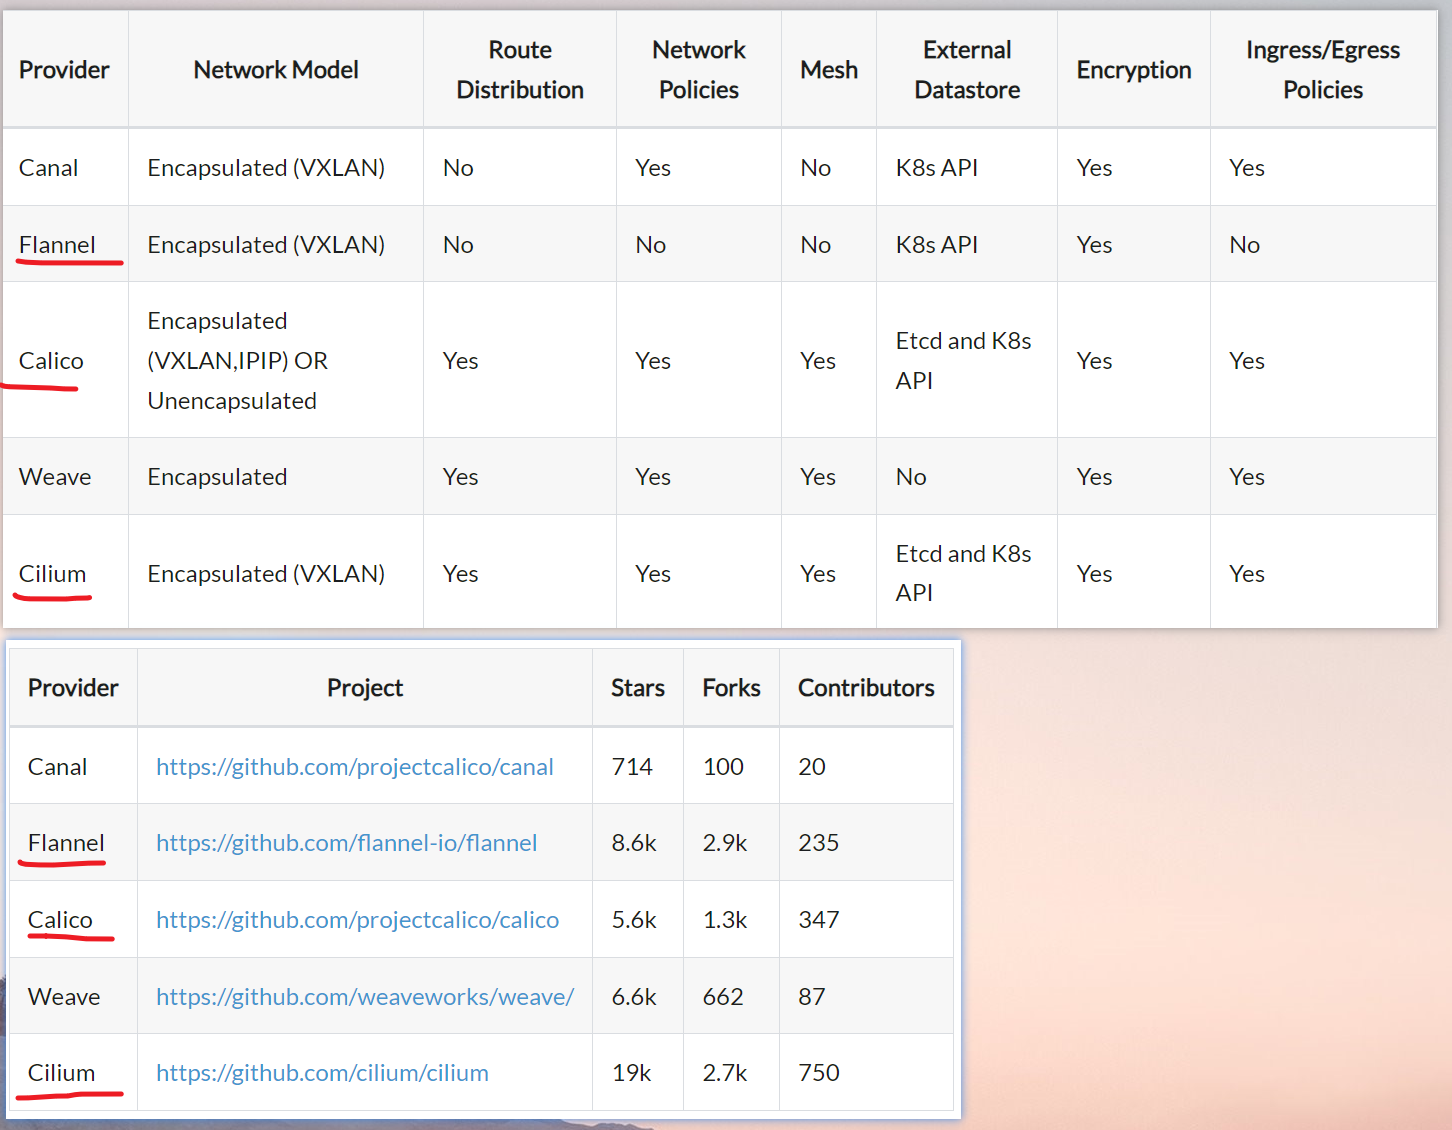 Provider Network Model Route Distribution Network Policies Mesh External Datastore Encryption Ingress/Egress Policies
Canal Encapsulated (VXLAN) No Yes No K8s API Yes Yes
Flannel Encapsulated (VXLAN) No No No K8s API Yes No
Calico Encapsulated (VXLAN,IPIP) OR Unencapsulated Yes Yes Yes Etcd and K8s API Yes Yes
Weave Encapsulated Yes Yes Yes No Yes Yes
Cilium Encapsulated (VXLAN) Yes Yes Yes Etcd and K8s API Yes Yes
Provider Project Stars Forks Contributors
Canal https://github.com/projectcalico/canal 714 100 20
Flannel https://github.com/flannel-io/flannel 8.6k 2.9k 235
Calico https://github.com/projectcalico/calico 5.6k 1.3k 347
Weave https://github.com/weaveworks/weave/ 6.6k 662 87
Cilium https://github.com/cilium/cilium 19k 2.7k 750